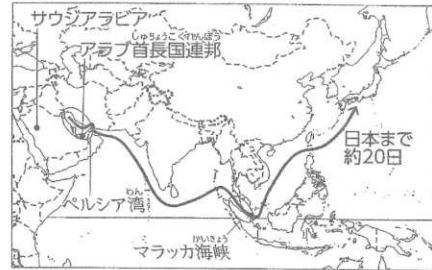 サウジアラビア
しゅちょうこくれんぽう
アラブ首長国連邦
日本まで
約20日
わん
ペルシア湾
かいきょう
マラッカ海峡